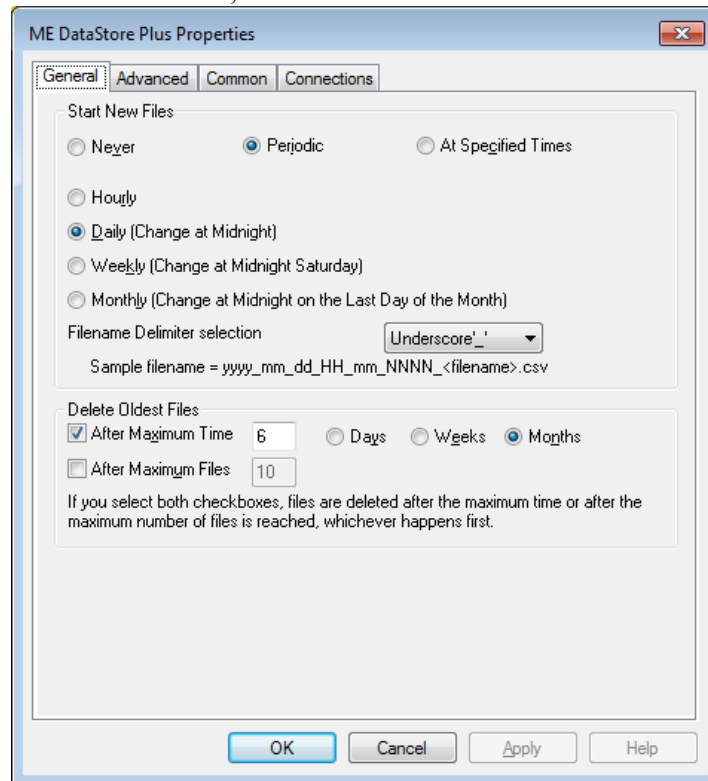 ME DataStore Plus Properties
General Advanced Common Connections
Start New Files
Never Periodic At Specified Times
Hourly
Daily (Change at Midnight)
Weekly (Change at Midnight Saturday)
Monthly (Change at Midnight on the Last Day of the Month)
Filename Delimiter selection Underscore'_'
Sample filename = yyyy_mm_dd_HH_mm_NNNN_<filename>.csv
Delete Oldest Files
After Maximum Time 6 Days Weeks Months
After Maximum Files 10
If you select both checkboxes, files are deleted after the maximum time or after the
maximum number of files is reached, whichever happens first.
OK Cancel Apply Help